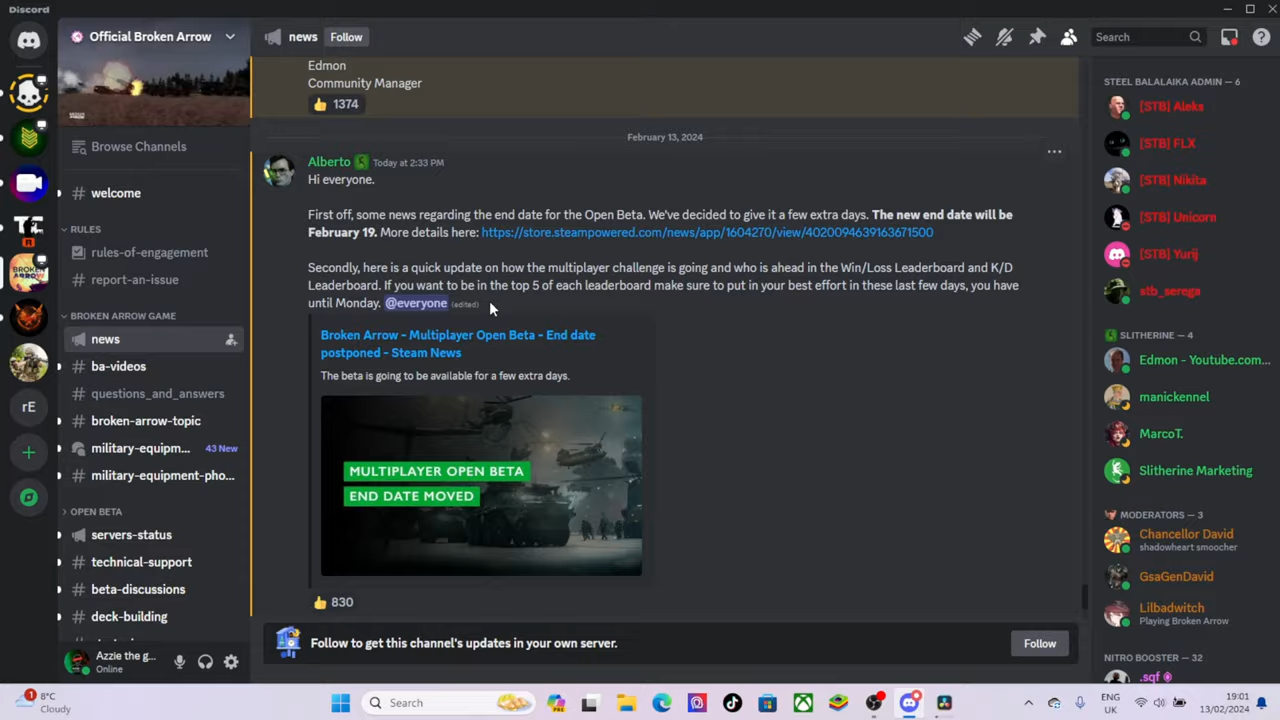 Discord
Official Broken Arrow
news
Follow
Search
Browse Channels
welcome
RULES
rules-of-engagement
report-an-issue
BROKEN ARROW GAME
news
ba-videos
questions_and_answers
broken-arrow-topic
military-equipm...
43 New
military-equipment-pho...
OPEN BETA
servers-status
technical-support
beta-discussions
deck-building
Azzie the g...
Online
rE
Edmon
Community Manager
1374
February 13, 2024
Alberto Today at 2:33 PM
Hi everyone.
First off, some news regarding the end date for the Open Beta. We've decided to give it a few extra days. The new end date will be
February 19. More details here: https://store.steampowered.com/news/app/1604270/view/4020094639163671500
Secondly, here is a quick update on how the multiplayer challenge is going and who is ahead in the Win/Loss Leaderboard and K/D
Leaderboard. If you want to be in the top 5 of each leaderboard make sure to put in your best effort in these last few days, you have
until Monday. @everyone (edited)
Broken Arrow - Multiplayer Open Beta - End date
postponed - Steam News
The beta is going to be available for a few extra days.
MULTIPLAYER OPEN BETA
END DATE MOVED
830
Follow to get this channel's updates in your own server.
Follow
STEEL BALALAIKA ADMIN — 6
[STB] Aleks
[STB] FLX
[STB] Nikita
[STB] Unicorn
[STB] Yurij
stb_serega
SLITHERINE — 4
Edmon - Youtube.com...
manickennel
MarcoT.
Slitherine Marketing
MODERATORS — 3
Chancellor David
shadowheart smoocher
GsaGenDavid
Lilbadwitch
Playing Broken Arrow
NITRO BOOSTER — 32
.sqf
1
8°C
Cloudy
Search
ENG
UK
19:01
13/02/2024